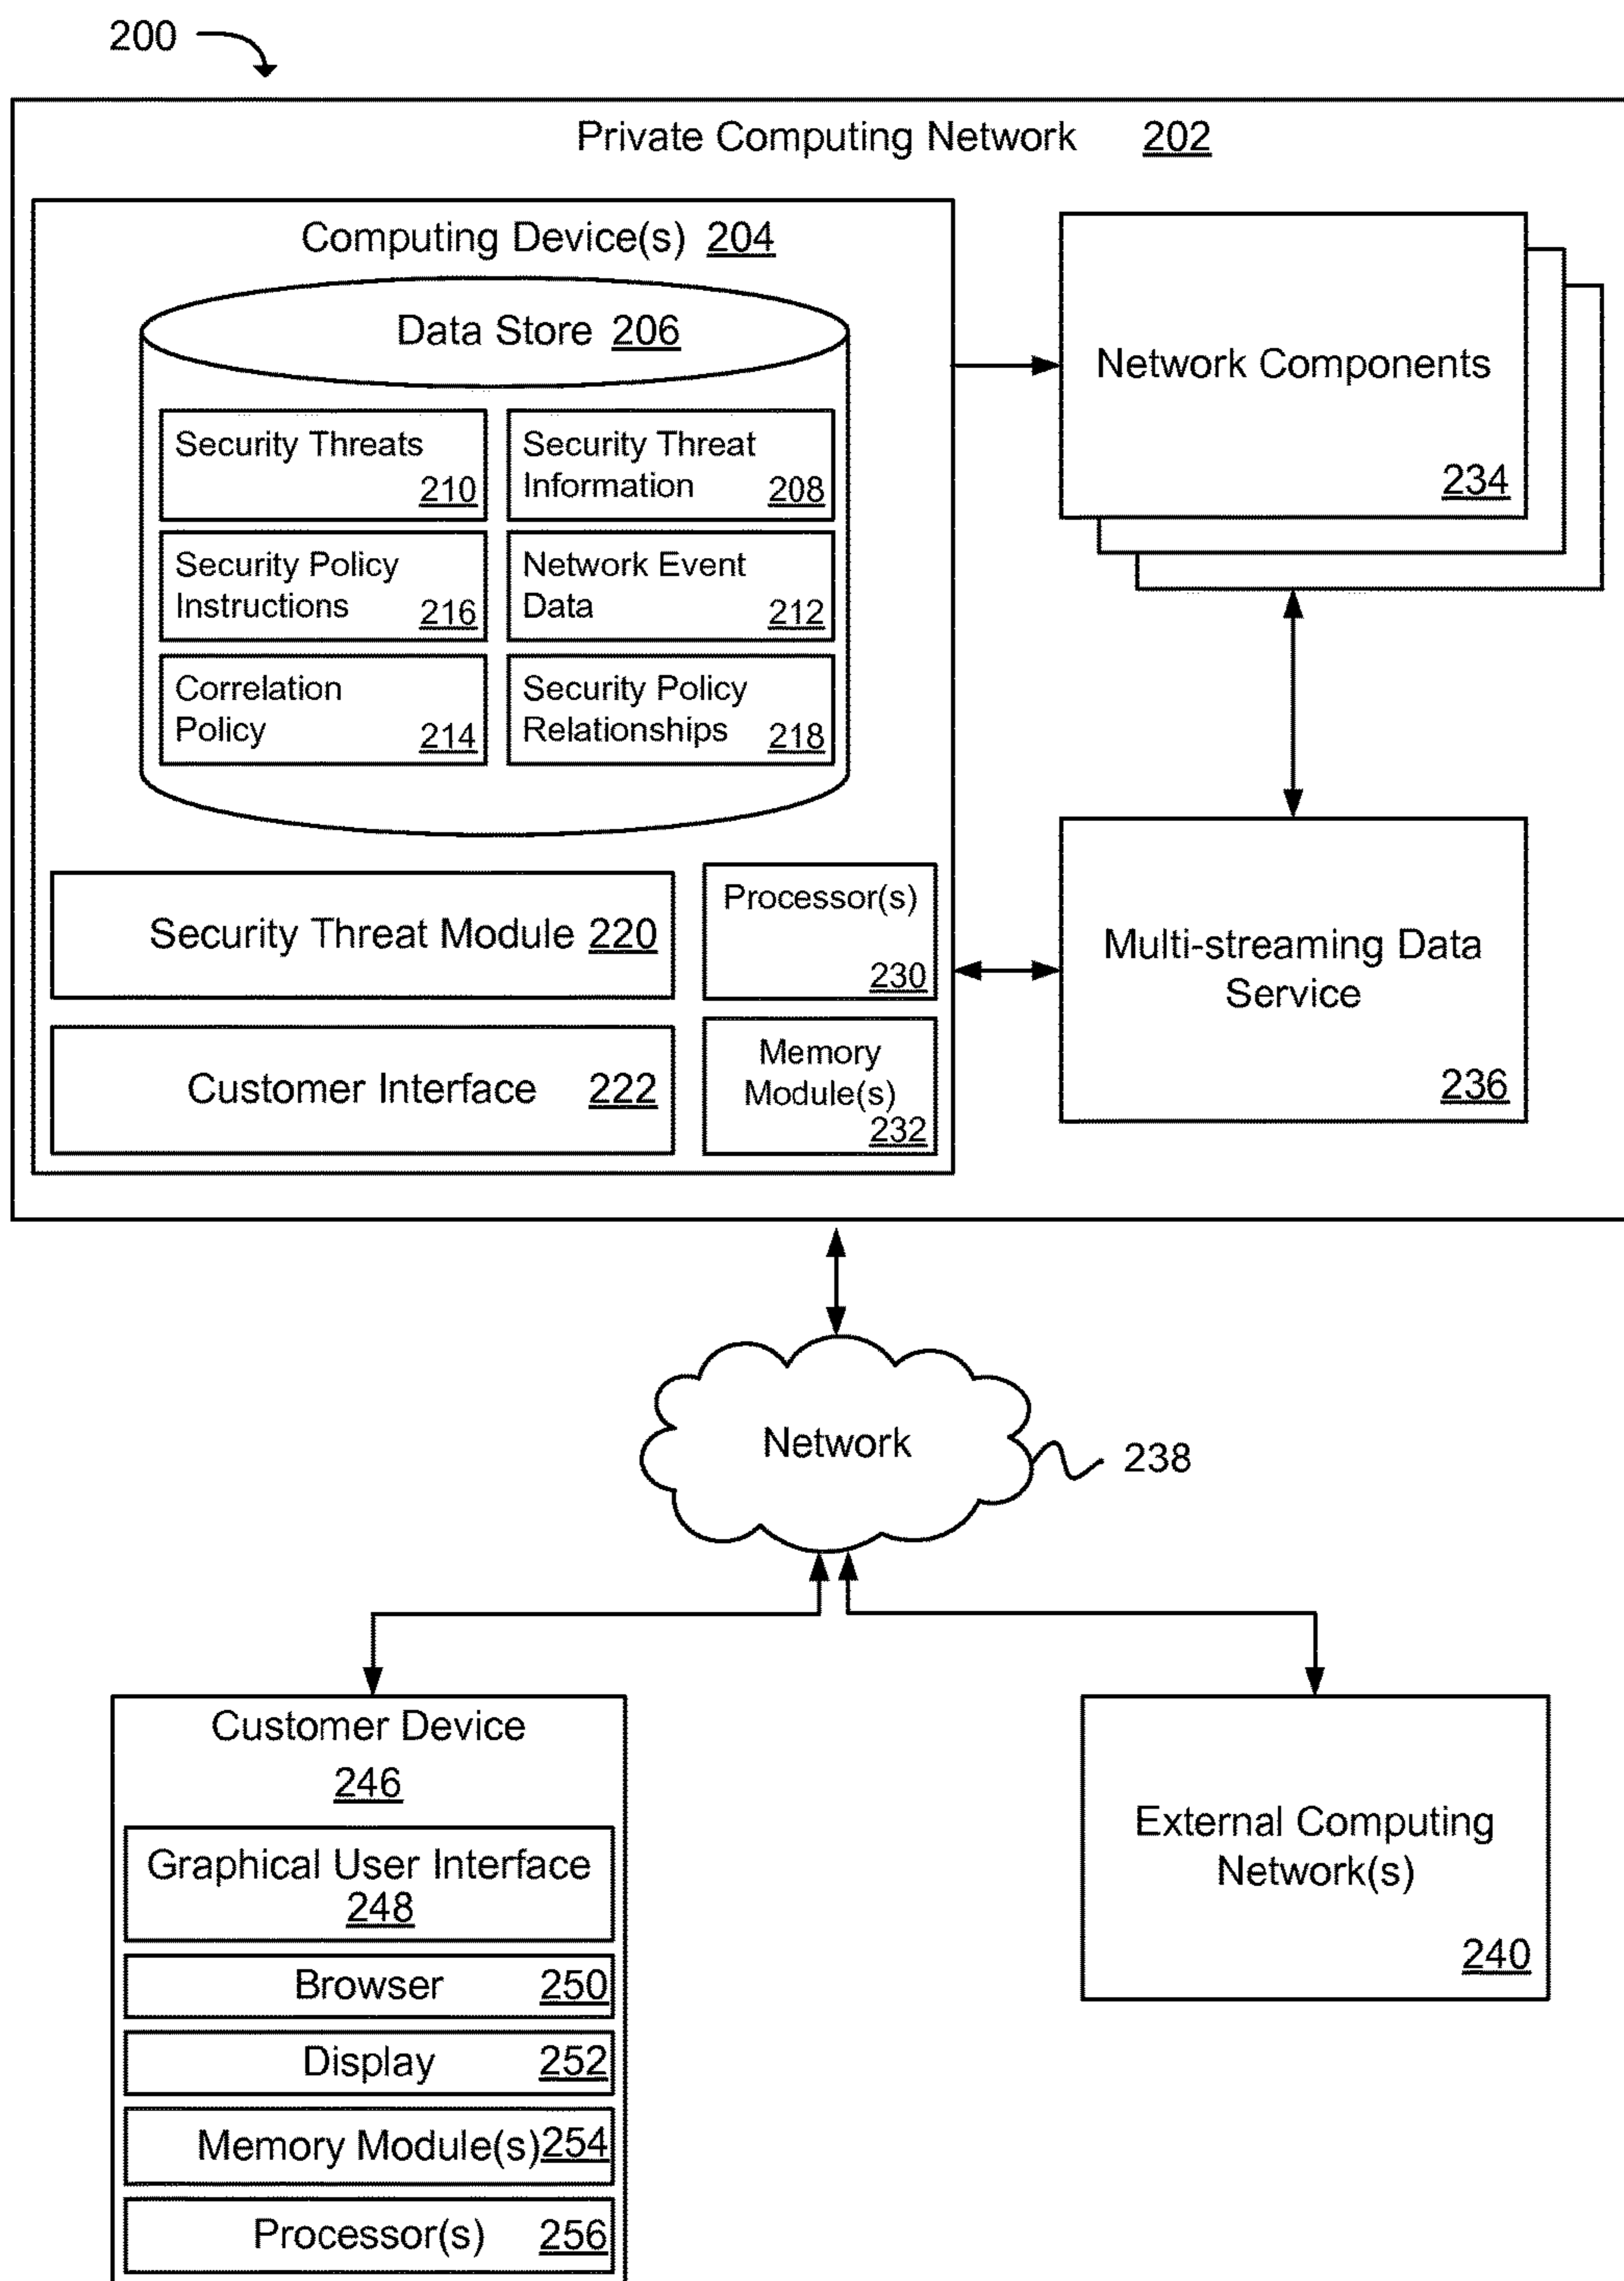 200
Private Computing Network 202
Computing Device(s) 204
Data Store 206
Security Threats
210
Security Threat
Information 208
Security Policy
Instructions 216
Network Event
Data 212
Correlation
Policy 214
Security Policy
Relationships 218
Security Threat Module 220
Processor(s)
230
Customer Interface 222
Memory
Module(s)
232
Network Components
234
Multi-streaming Data
Service
236
Network
238
Customer Device
246
Graphical User Interface
248
Browser 250
Display 252
Memory Module(s) 254
Processor(s) 256
External Computing
Network(s)
240